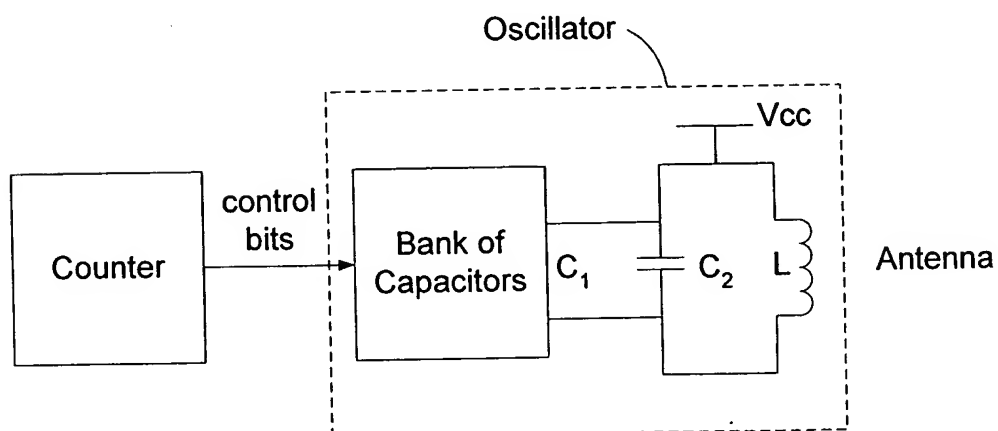 Oscillator
Vcc
control
bits
Counter
Bank of
Capacitors
C₁
C₂
L
Antenna